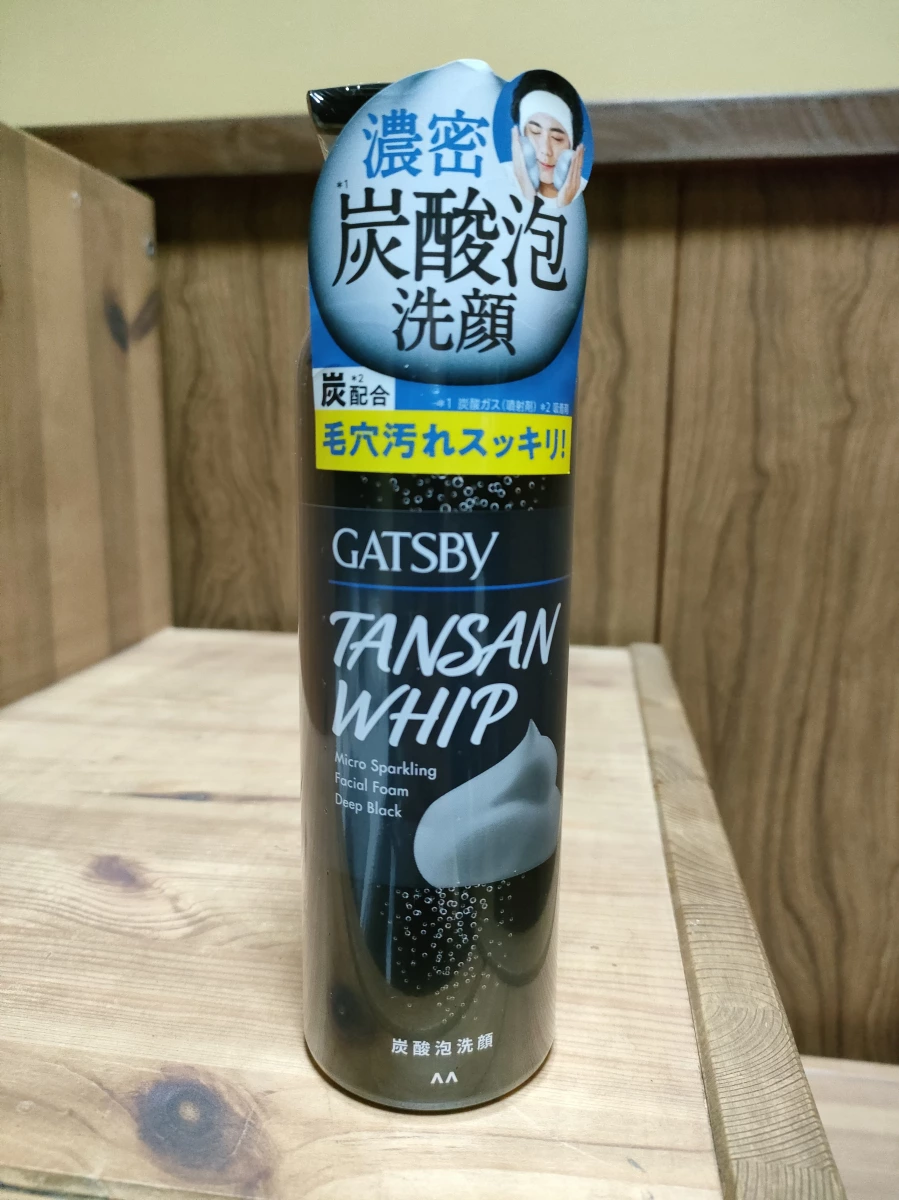 濃密
*1
炭酸泡
洗顔
炭*2配合
*1 炭酸ガス(噴射剤) *2 吸着剤
毛穴汚れスッキリ!
GATSBY
TANSAN
WHIP
Micro Sparkling
Facial Foam
Deep Black
炭酸泡洗顔